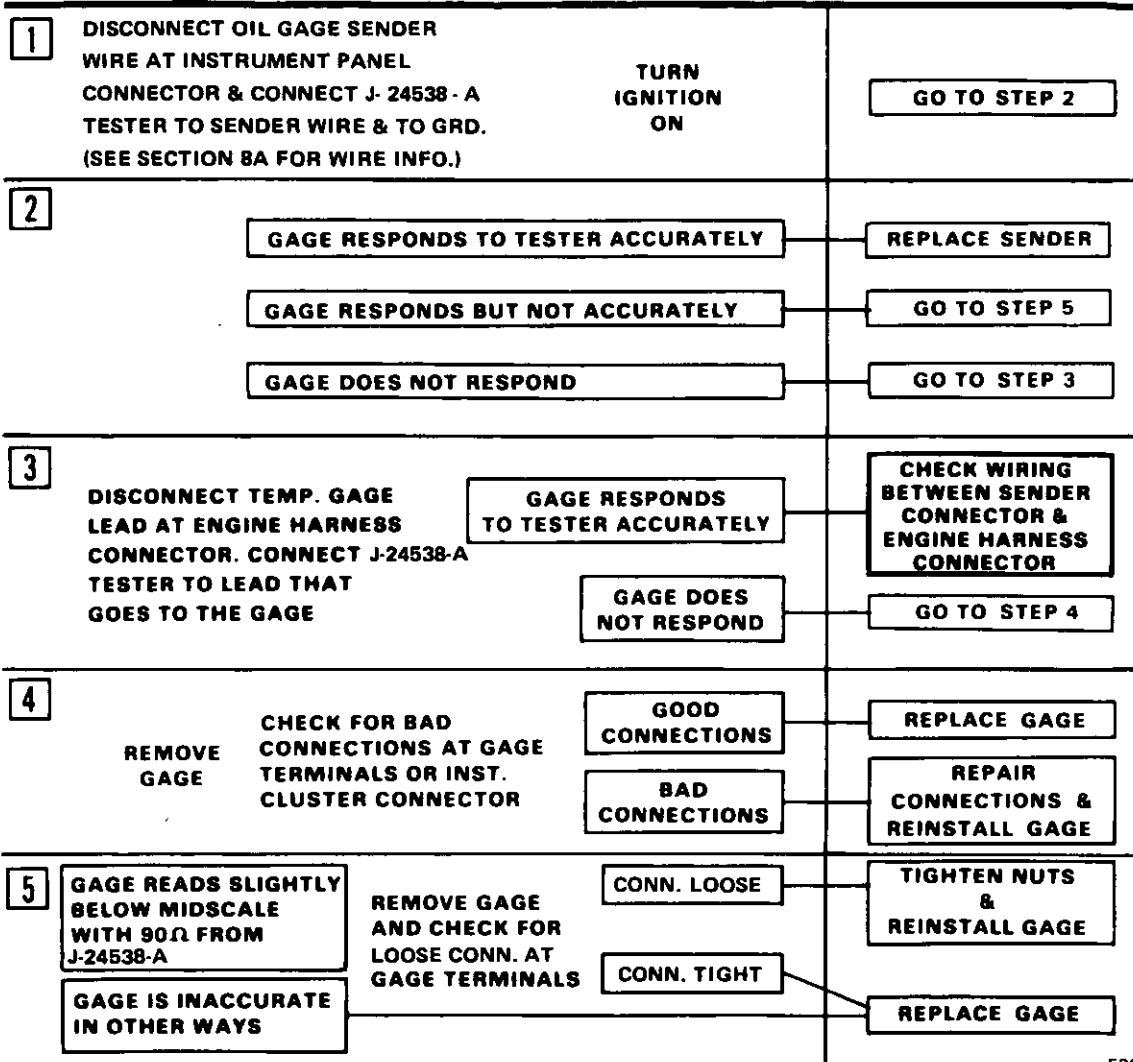 1
DISCONNECT OIL GAGE SENDER
WIRE AT INSTRUMENT PANEL
CONNECTOR & CONNECT J- 24538 - A
TESTER TO SENDER WIRE & TO GRD.
(SEE SECTION 8A FOR WIRE INFO.)
TURN
IGNITION
ON
GO TO STEP 2
2
GAGE RESPONDS TO TESTER ACCURATELY
REPLACE SENDER
GAGE RESPONDS BUT NOT ACCURATELY
GO TO STEP 5
GAGE DOES NOT RESPOND
GO TO STEP 3
3
DISCONNECT TEMP. GAGE
LEAD AT ENGINE HARNESS
CONNECTOR. CONNECT J-24538-A
TESTER TO LEAD THAT
GOES TO THE GAGE
GAGE RESPONDS
TO TESTER ACCURATELY
CHECK WIRING
BETWEEN SENDER
CONNECTOR &
ENGINE HARNESS
CONNECTOR
GAGE DOES
NOT RESPOND
GO TO STEP 4
4
REMOVE
GAGE
CHECK FOR BAD
CONNECTIONS AT GAGE
TERMINALS OR INST.
CLUSTER CONNECTOR
GOOD
CONNECTIONS
REPLACE GAGE
BAD
CONNECTIONS
REPAIR
CONNECTIONS &
REINSTALL GAGE
5
GAGE READS SLIGHTLY
BELOW MIDSCALE
WITH 90Ω FROM
J-24538-A
REMOVE GAGE
AND CHECK FOR
LOOSE CONN. AT
GAGE TERMINALS
CONN. LOOSE
TIGHTEN NUTS
&
REINSTALL GAGE
CONN. TIGHT
GAGE IS INACCURATE
IN OTHER WAYS
REPLACE GAGE